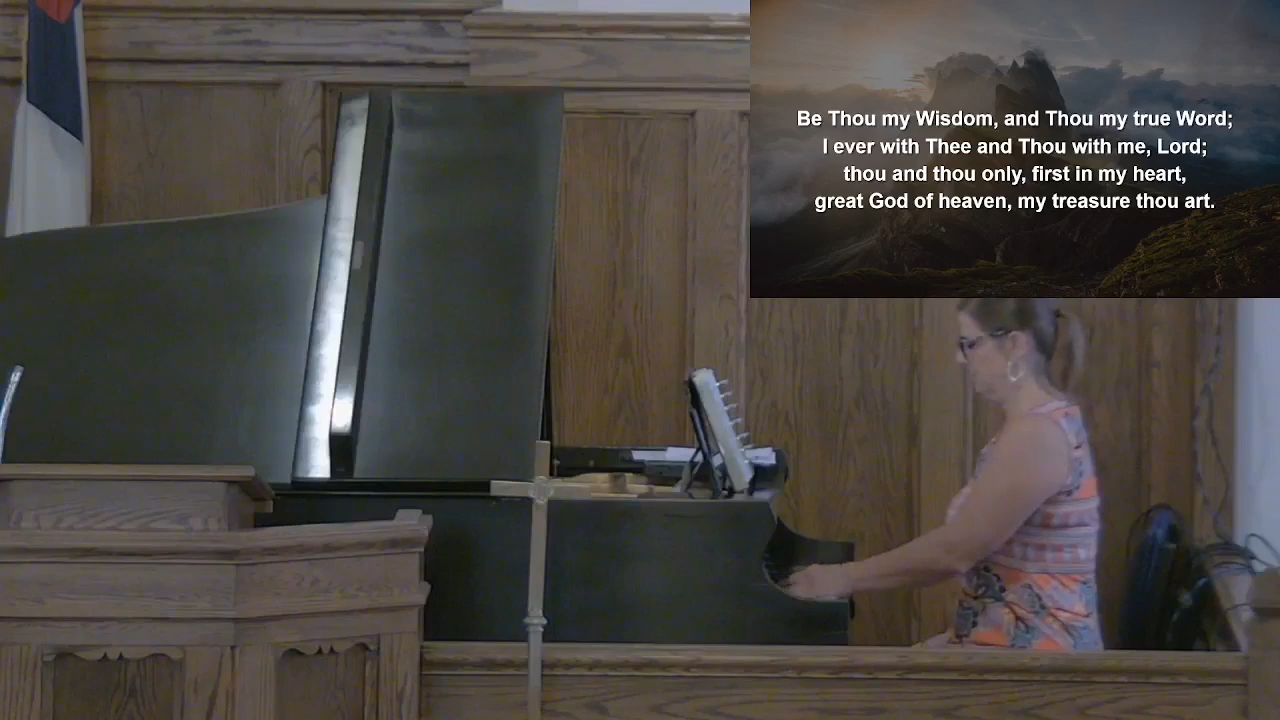 Be Thou my Wisdom, and Thou my true Word;
I ever with Thee and Thou with me, Lord;
thou and thou only, first in my heart,
great God of heaven, my treasure thou art.